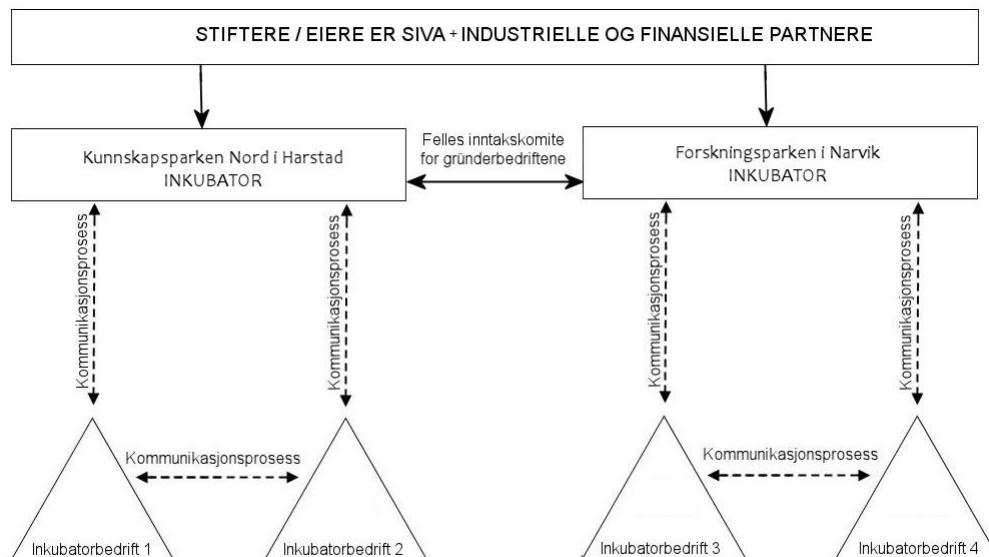 STIFTERE / EIERE ER SIVA + INDUSTRIELLE OG FINANSIELLE PARTNERE
Kunnskapsparken Nord i Harstad
INKUBATOR
Felles inntakskomite
for gründerbedriftene
Forskningsparken i Narvik
INKUBATOR
Kommunikasjonsprosess
Kommunikasjonsprosess
Kommunikasjonsprosess
Kommunikasjonsprosess
Kommunikasjonsprosess
Kommunikasjonsprosess
Inkubatorbedrift 1
Inkubatorbedrift 2
Inkubatorbedrift 3
Inkubatorbedrift 4